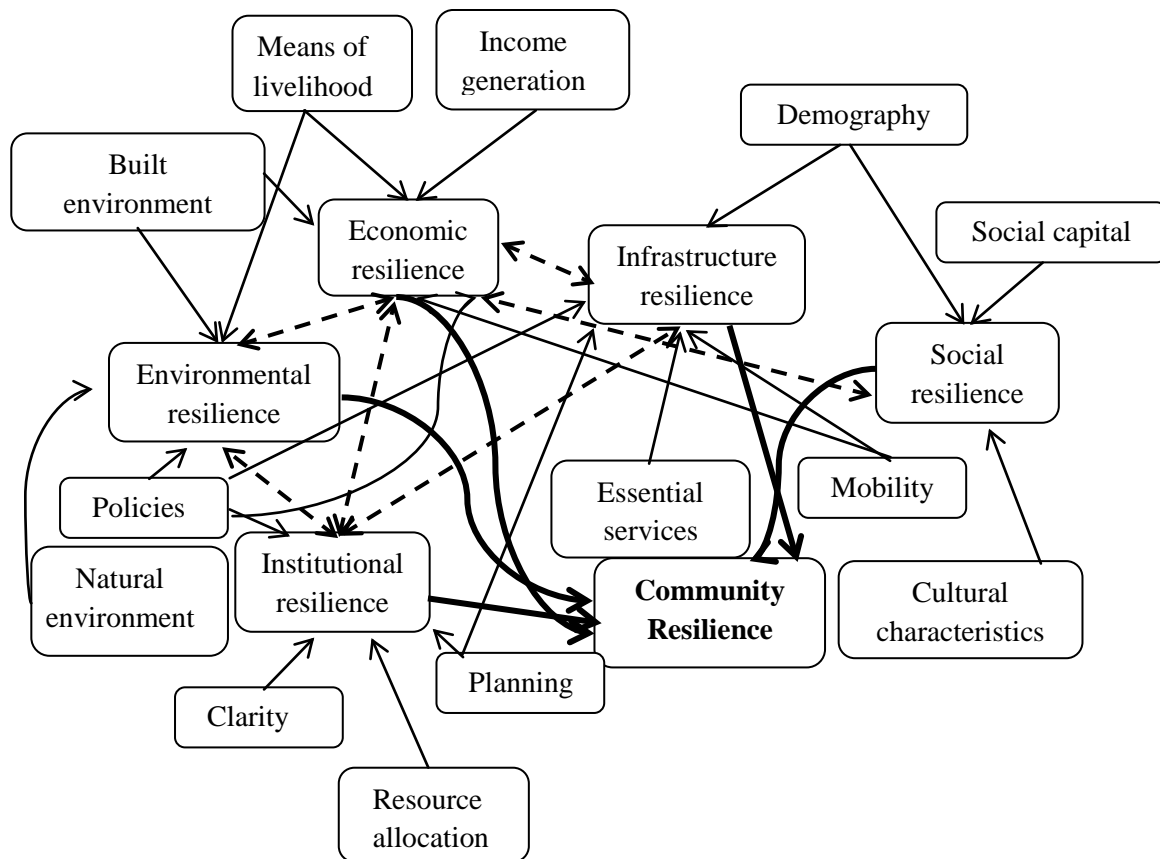 Means of
livelihood
Income
generation
Demography
Built
environment
Economic
resilience
Infrastructure
resilience
Social capital
Environmental
resilience
Social
resilience
Policies
Essential
services
Mobility
Natural
environment
Institutional
resilience
Community
Resilience
Cultural
characteristics
Planning
Clarity
Resource
allocation